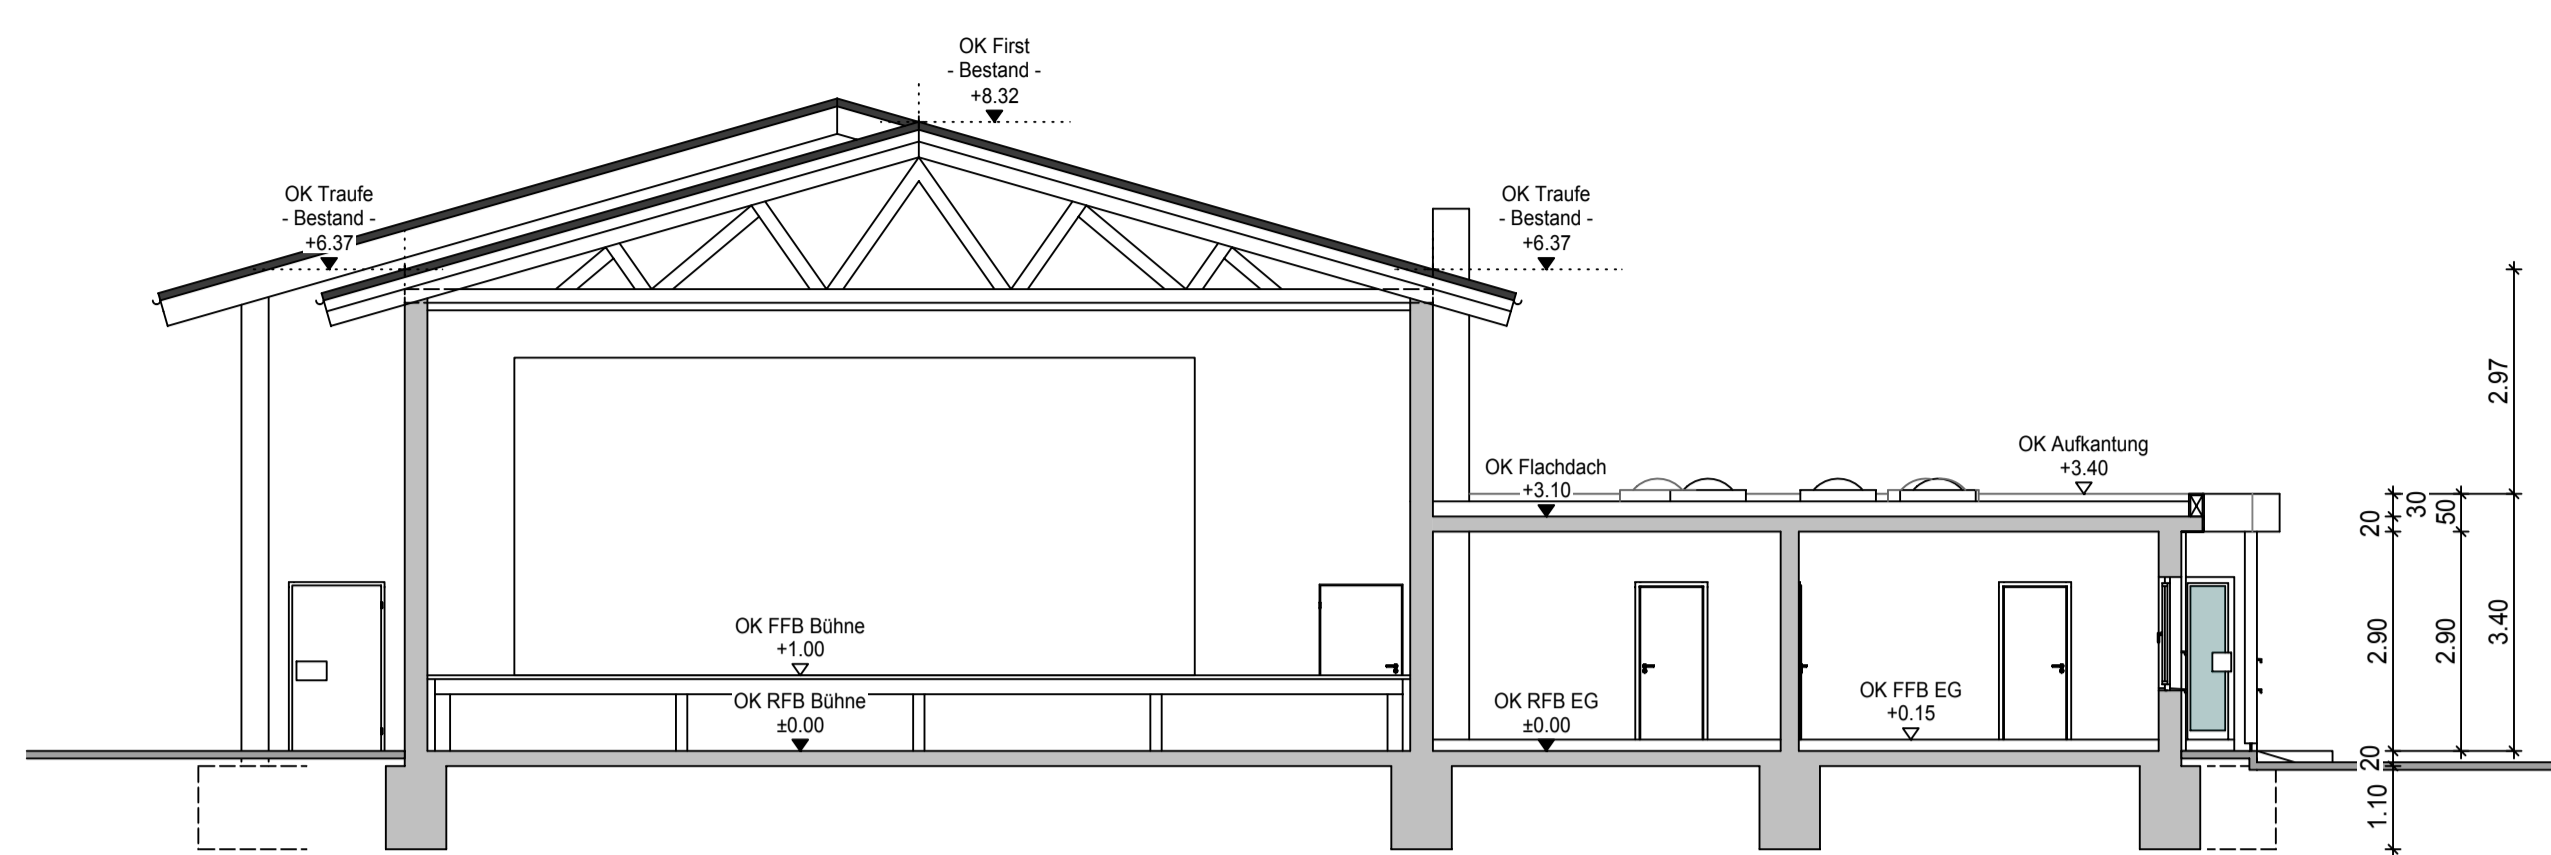 OK First
- Bestand -
+8.32
OK Traufe
- Bestand -
+6.37
OK Traufe
- Bestand -
+6.37
OK Flachdach
+3.10
OK Aufkantung
+3.40
OK FFB Bühne
+1.00
OK RFB Bühne
±0.00
OK RFB EG
±0.00
OK FFB EG
+0.15
20
30
50
2.97
2.90
2.90
3.40
20
1.10